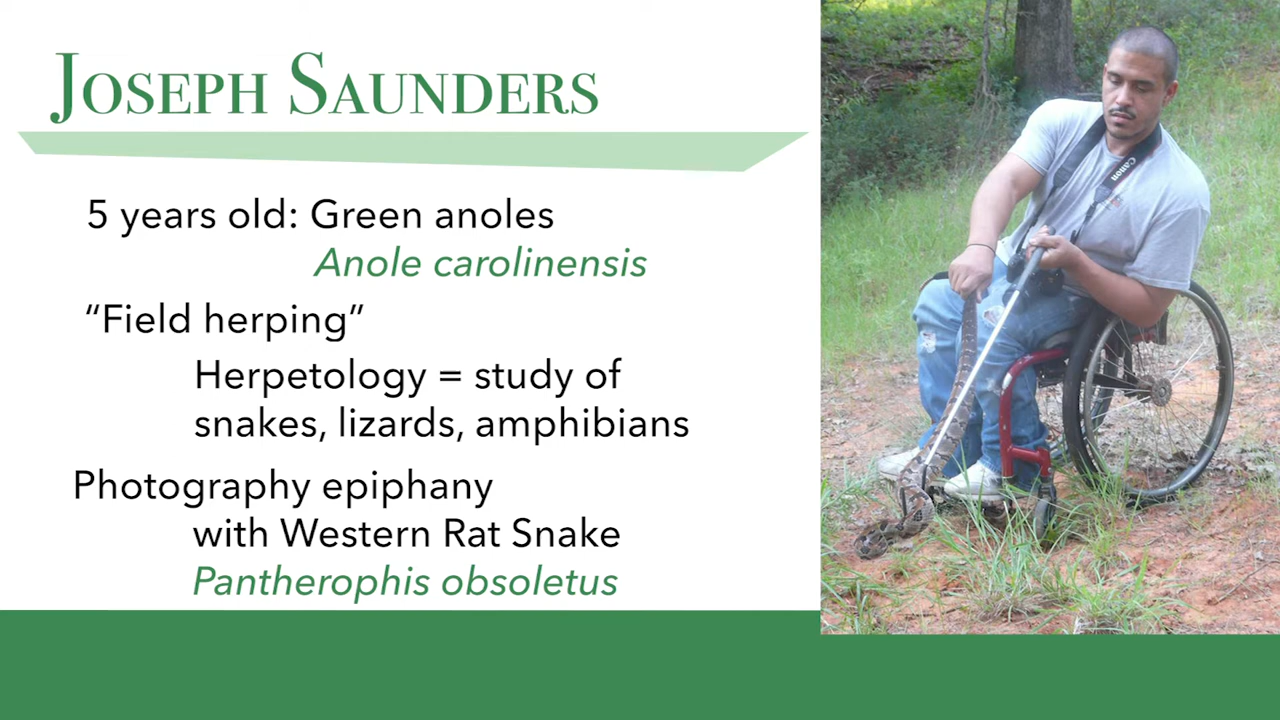 Joseph Saunders
5 years old: Green anoles
Anole carolinensis
“Field herping”
Herpetology = study of
snakes, lizards, amphibians
Photography epiphany
with Western Rat Snake
Pantherophis obsoletus
Canon